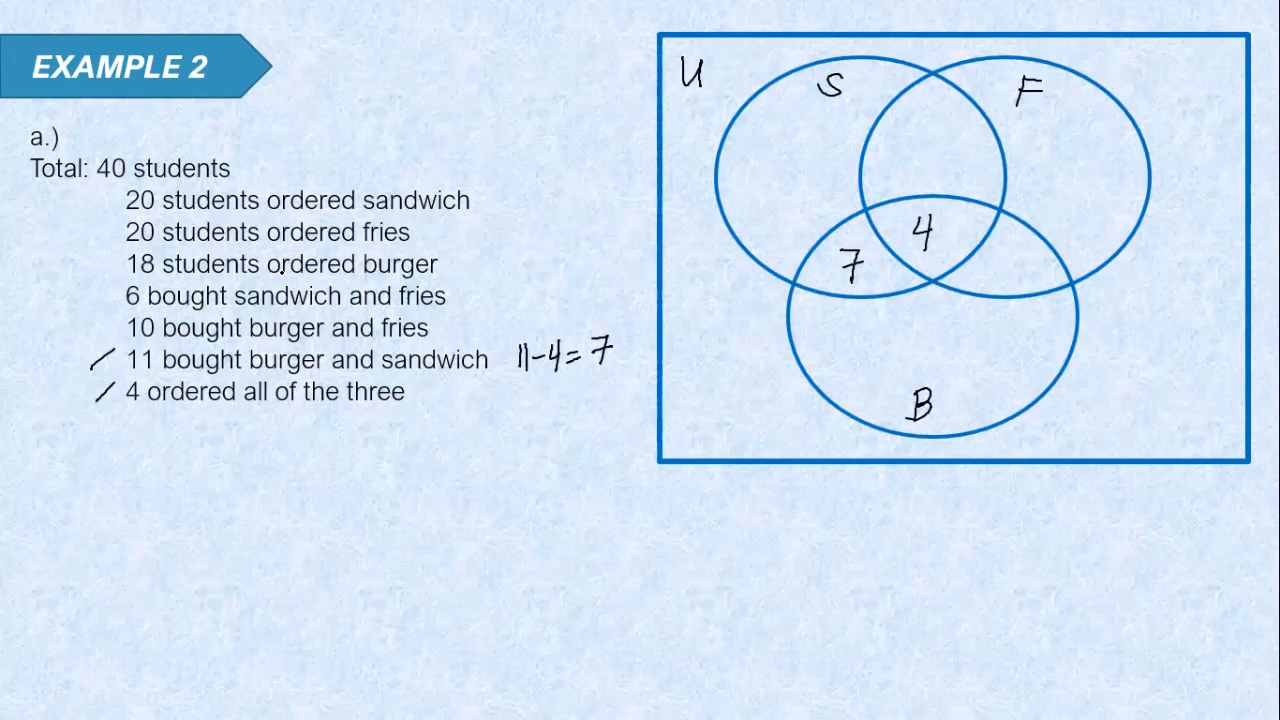 EXAMPLE 2
a.)
Total: 40 students
20 students ordered sandwich
20 students ordered fries
18 students ordered burger
6 bought sandwich and fries
10 bought burger and fries
11 bought burger and sandwich 11-4=7
4 ordered all of the three
U S F
4
7
B